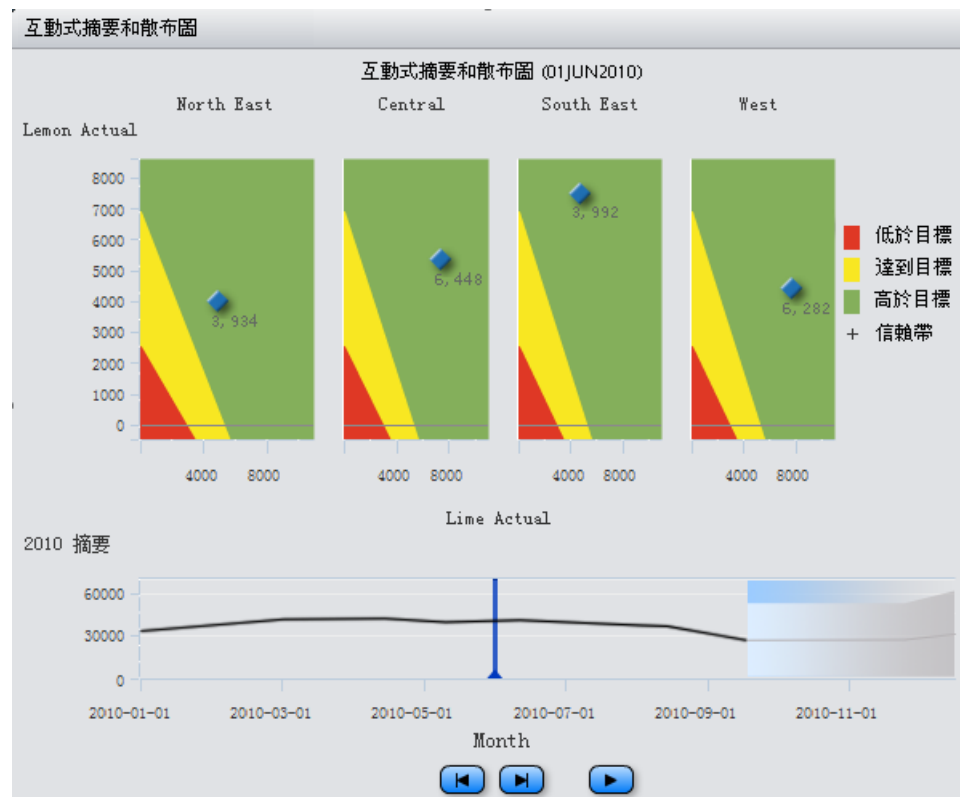 互動式摘要和散布圖
互動式摘要和散布圖 (01JUN2010)
North East Central South East West
Lemon Actual
8000
7000
6000
5000
4000
3000
2000
1000
0
3,934
6,448
3,992
6,282
低於目標
達到目標
高於目標
+ 信賴帶
4000 8000 4000 8000 4000 8000 4000 8000
Lime Actual
2010 摘要
60000
30000
0
2010-01-01 2010-03-01 2010-05-01 2010-07-01 2010-09-01 2010-11-01
Month